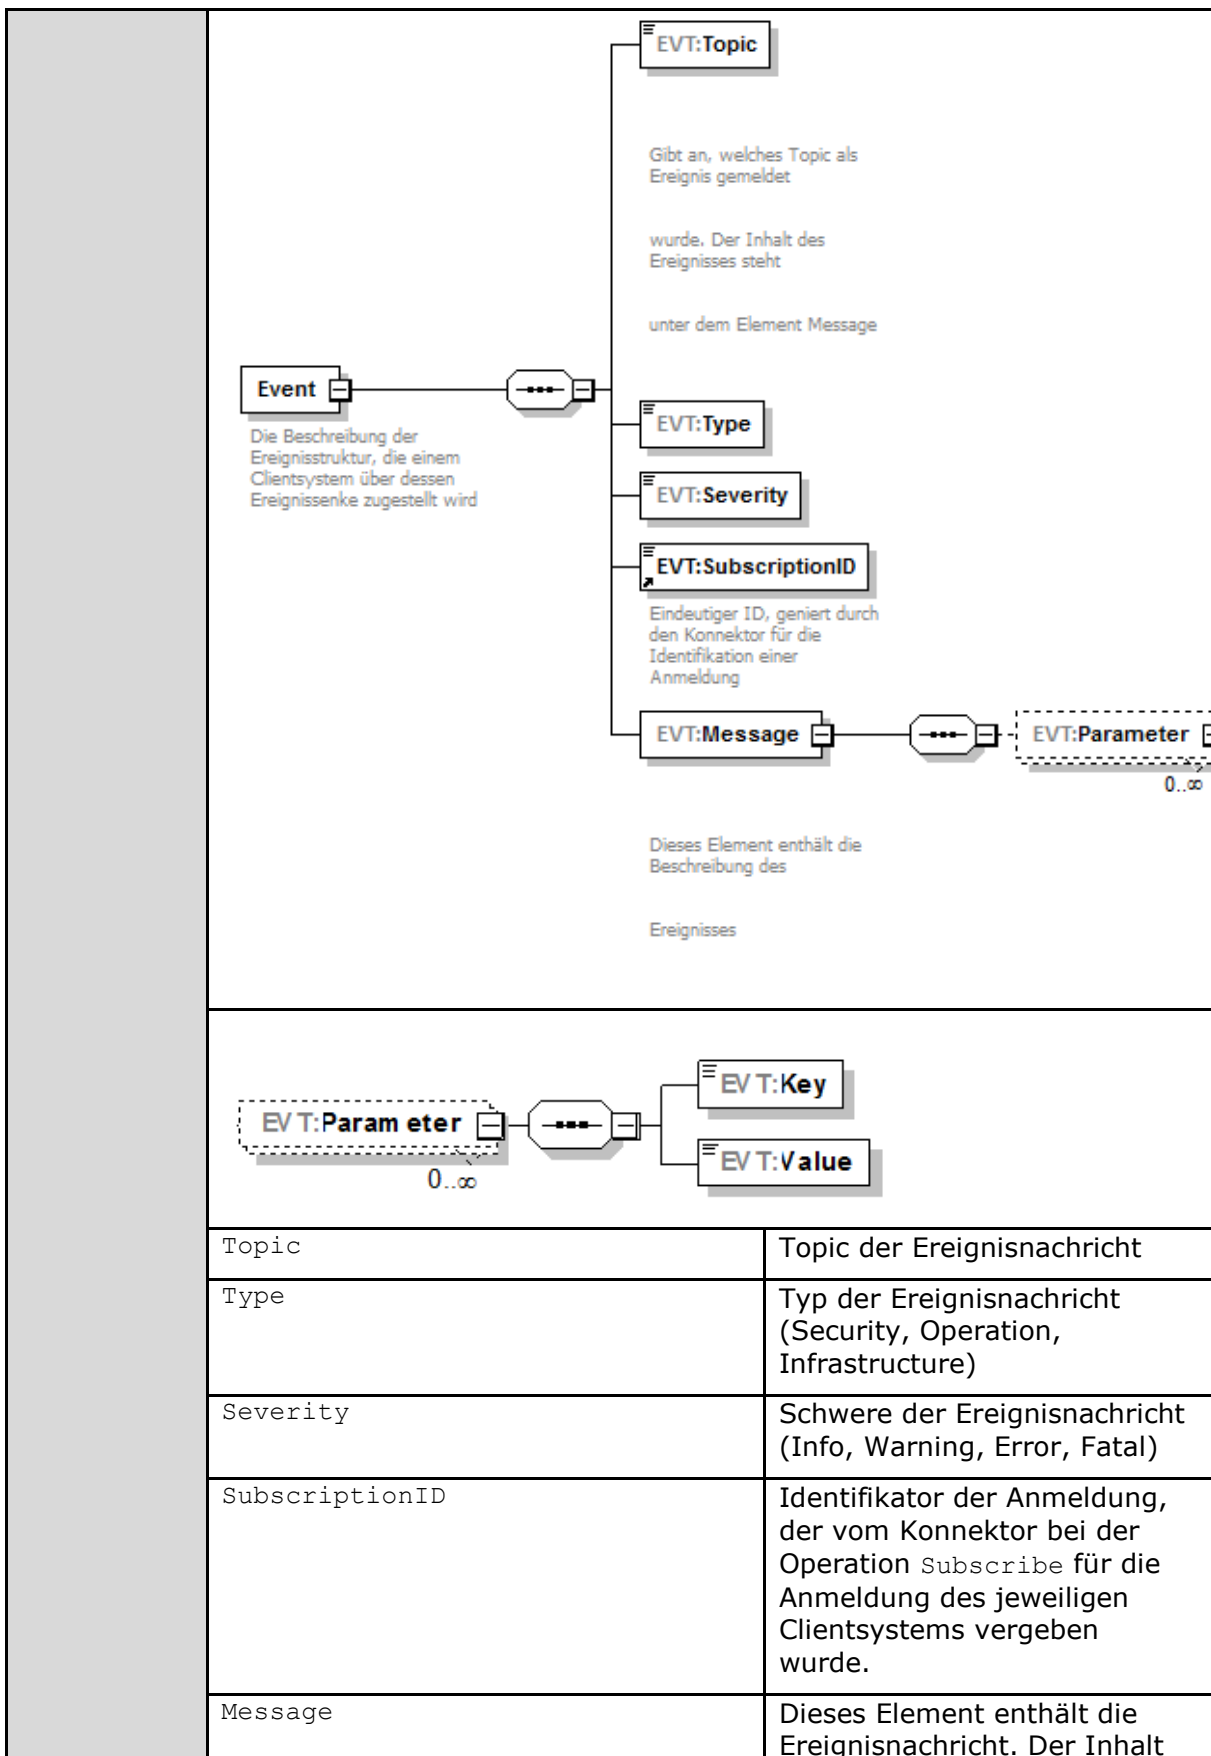 EVT:Topic
Gibt an, welches Topic als
Ereignis gemeldet
wurde. Der Inhalt des
Ereignisses steht
unter dem Element Message
Event
Die Beschreibung der
Ereignisstruktur, die einem
Clientsystem über dessen
Ereignissenke zugestellt wird
EVT:Type
EVT:Severity
EVT:SubscriptionID
Eindeutiger ID, geniert durch
den Konnektor für die
Identifikation einer
Anmeldung
EVT:Message
EVT:Parameter
0..∞
Dieses Element enthält die
Beschreibung des
Ereignisses
EVT:Parameter
0..∞
EVT:Key
EVT:Value
Topic
Topic der Ereignisnachricht
Type
Typ der Ereignisnachricht
(Security, Operation,
Infrastructure)
Severity
Schwere der Ereignisnachricht
(Info, Warning, Error, Fatal)
SubscriptionID
Identifikator der Anmeldung,
der vom Konnektor bei der
Operation Subscribe für die
Anmeldung des jeweiligen
Clientsystems vergeben
wurde.
Message
Dieses Element enthält die
Ereignisnachricht. Der Inhalt